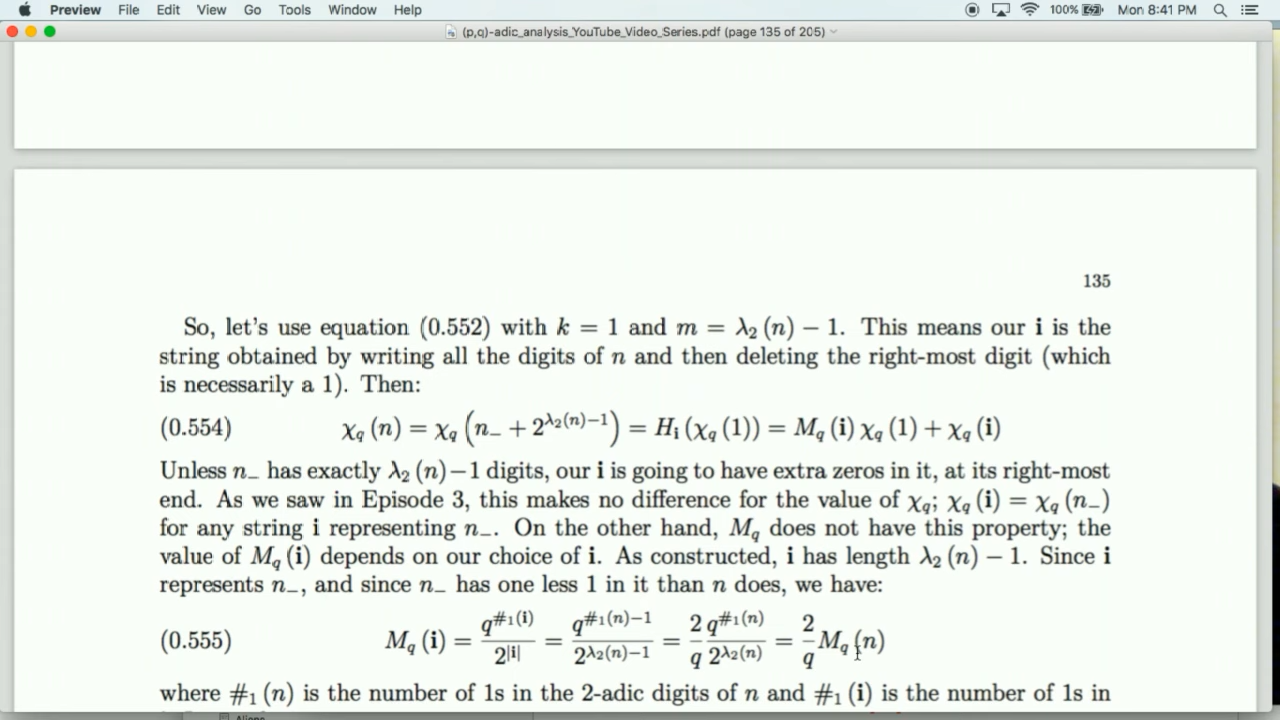 Preview File Edit View Go Tools Window Help 100% Mon 8:41 PM
(p,q)-adic_analysis_YouTube_Video_Series.pdf (page 135 of 205)
135
So, let's use equation (0.552) with k = 1 and m = λ₂ (n) − 1. This means our i is the
string obtained by writing all the digits of n and then deleting the right-most digit (which
is necessarily a 1). Then:
(0.554) χ_q (n) = χ_q (n_− + 2^{λ₂(n)−1}) = H_i (χ_q (1)) = M_q (i) χ_q (1) + χ_q (i)
Unless n_− has exactly λ₂ (n)−1 digits, our i is going to have extra zeros in it, at its right-most
end. As we saw in Episode 3, this makes no difference for the value of χ_q; χ_q (i) = χ_q (n_−)
for any string i representing n_−. On the other hand, M_q does not have this property; the
value of M_q (i) depends on our choice of i. As constructed, i has length λ₂ (n) − 1. Since i
represents n_−, and since n_− has one less 1 in it than n does, we have:
(0.555) M_q (i) = q^{#₁(i)} / 2^{|i|} = q^{#₁(n)−1} / 2^{λ₂(n)−1} = 2/q q^{#₁(n)} / 2^{λ₂(n)} = 2/q M_q (n)
where #₁ (n) is the number of 1s in the 2-adic digits of n and #₁ (i) is the number of 1s in